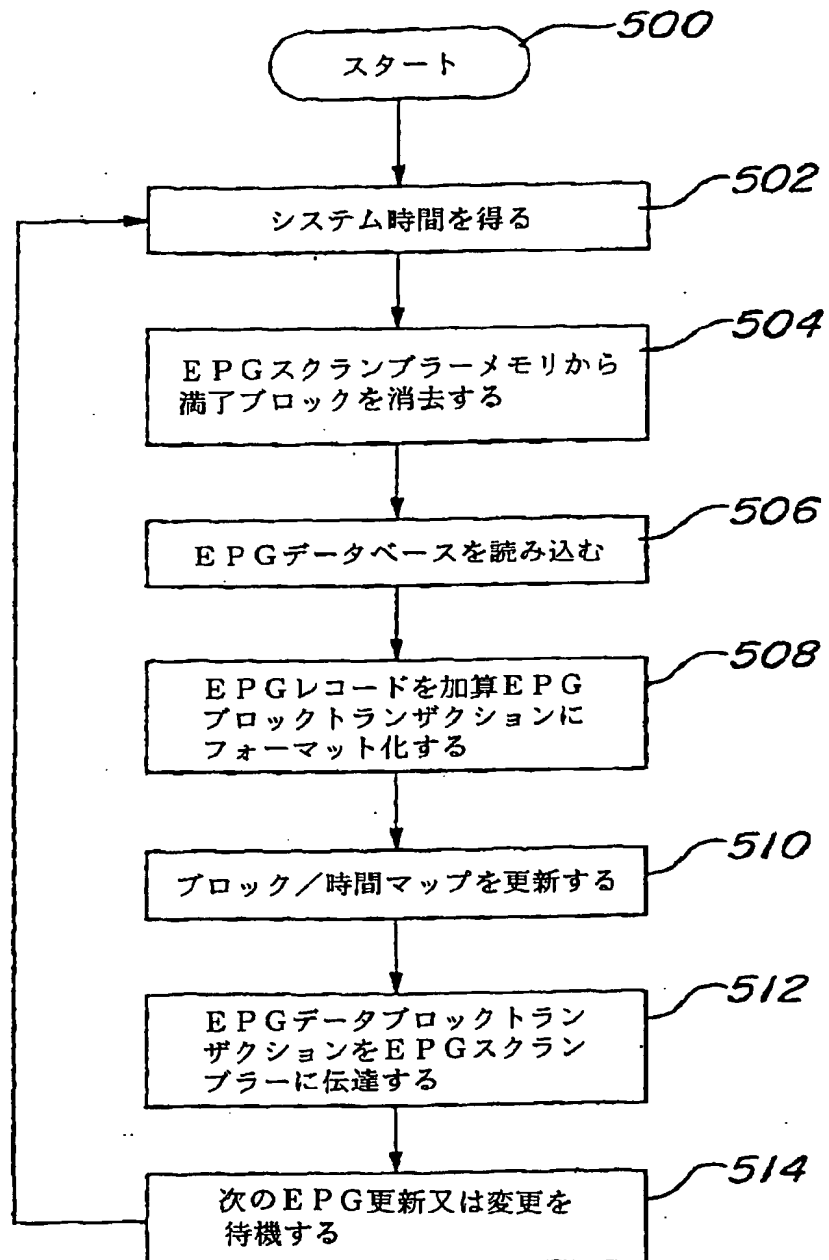 500
スタート
502
システム時間を得る
504
EPGスクランブラーメモリから
満了ブロックを消去する
506
EPGデータベースを読み込む
508
EPGレコードを加算EPG
ブロックトランザクションに
フォーマット化する
510
ブロック／時間マップを更新する
512
EPGデータブロックトラン
ザクションをEPGスクラン
ブラーに伝達する
514
次のEPG更新又は変更を
待機する